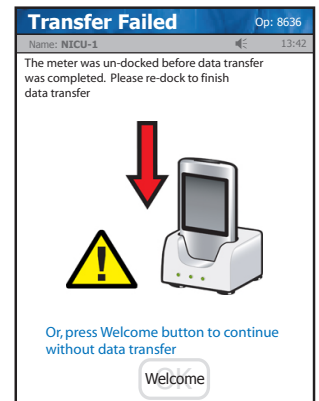 Transfer Failed Op: 8636
Name: NICU-1 13:42
The meter was un-docked before data transfer
was completed. Please re-dock to finish
data transfer
Or, press Welcome button to continue
without data transfer
Welcome
OK